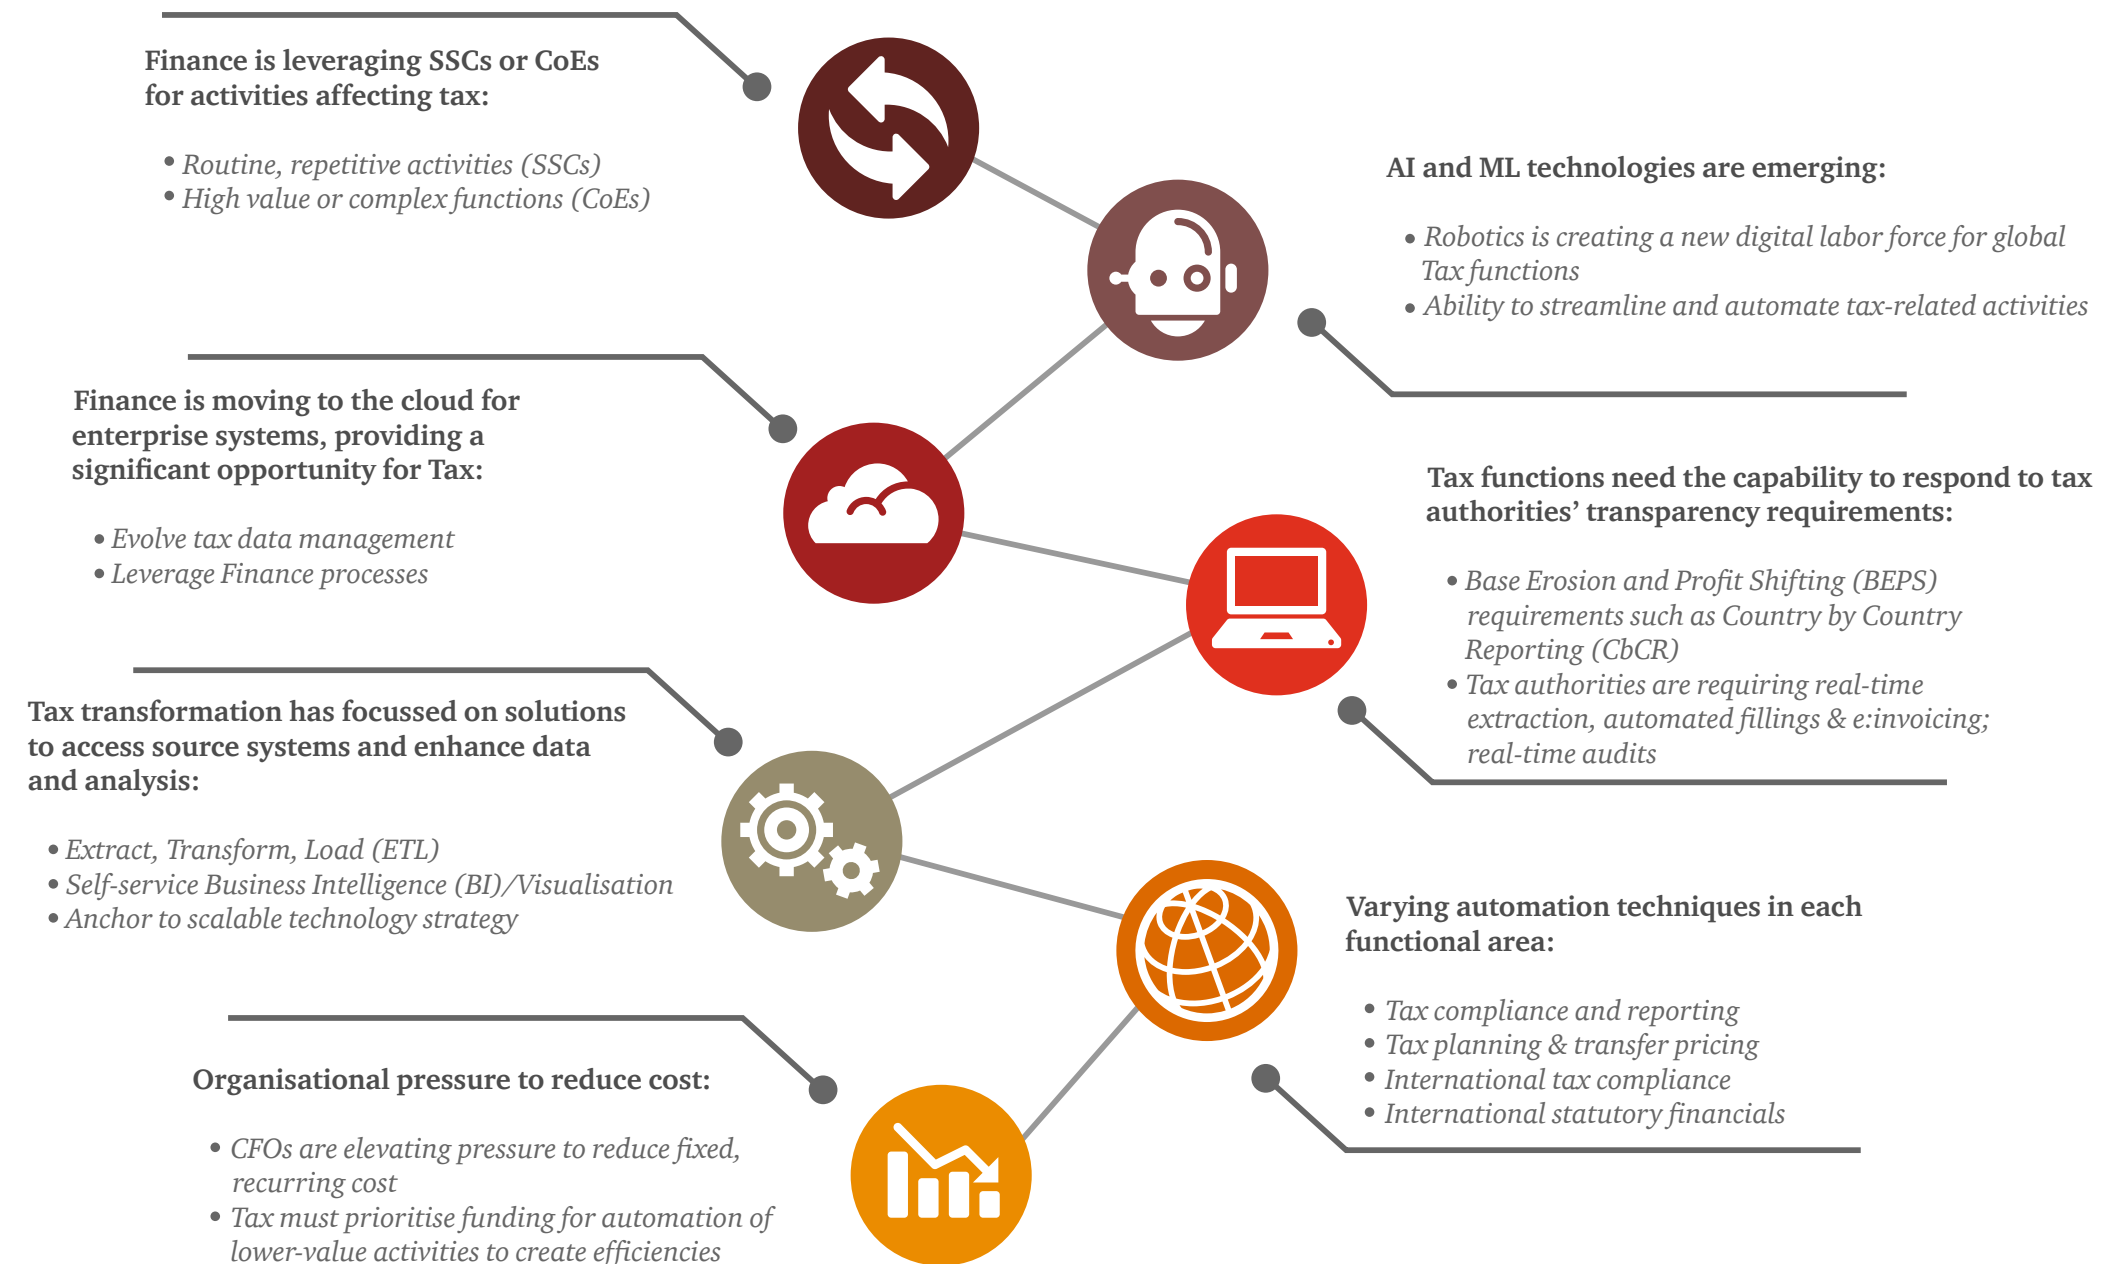 Finance is leveraging SSCs or CoEs
for activities affecting tax:
• Routine, repetitive activities (SSCs)
• High value or complex functions (CoEs)
AI and ML technologies are emerging:
• Robotics is creating a new digital labor force for global
Tax functions
• Ability to streamline and automate tax-related activities
Finance is moving to the cloud for
enterprise systems, providing a
significant opportunity for Tax:
• Evolve tax data management
• Leverage Finance processes
Tax functions need the capability to respond to tax
authorities’ transparency requirements:
• Base Erosion and Profit Shifting (BEPS)
requirements such as Country by Country
Reporting (CbCR)
• Tax authorities are requiring real-time
extraction, automated fillings & e:invoicing;
real-time audits
Tax transformation has focussed on solutions
to access source systems and enhance data
and analysis:
• Extract, Transform, Load (ETL)
• Self-service Business Intelligence (BI)/Visualisation
• Anchor to scalable technology strategy
Varying automation techniques in each
functional area:
• Tax compliance and reporting
• Tax planning & transfer pricing
• International tax compliance
• International statutory financials
Organisational pressure to reduce cost:
• CFOs are elevating pressure to reduce fixed,
recurring cost
• Tax must prioritise funding for automation of
lower-value activities to create efficiencies